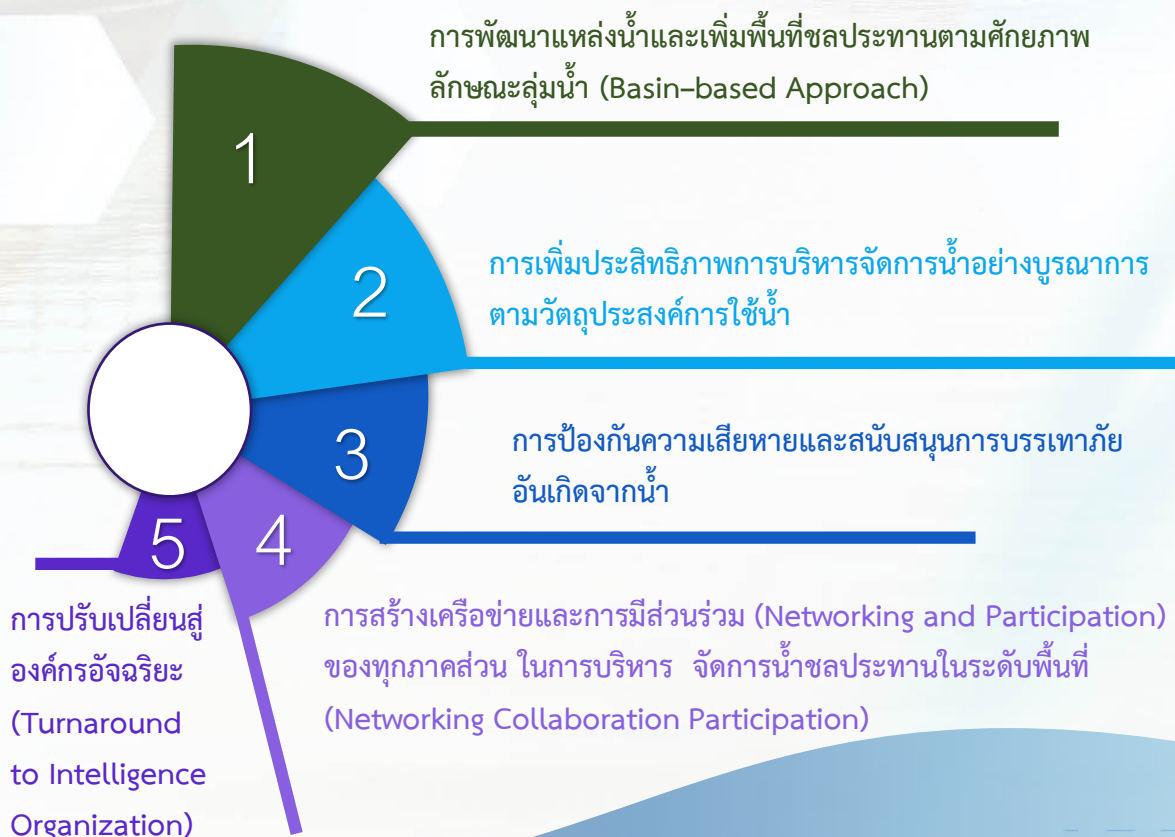 การพัฒนาแหล่งน้ำและเพิ่มพื้นที่ชลประทานตามศักยภาพ
ลักษณะลุ่มน้ำ (Basin–based Approach)
1
2
การเพิ่มประสิทธิภาพการบริหารจัดการน้ำอย่างบูรณาการ
ตามวัตถุประสงค์การใช้น้ำ
3
การป้องกันความเสียหายและสนับสนุนการบรรเทาภัย
อันเกิดจากน้ำ
4
การสร้างเครือข่ายและการมีส่วนร่วม (Networking and Participation)
ของทุกภาคส่วน ในการบริหาร จัดการน้ำชลประทานในระดับพื้นที่
(Networking Collaboration Participation)
5
การปรับเปลี่ยนสู่
องค์กรอัจฉริยะ
(Turnaround
to Intelligence
Organization)